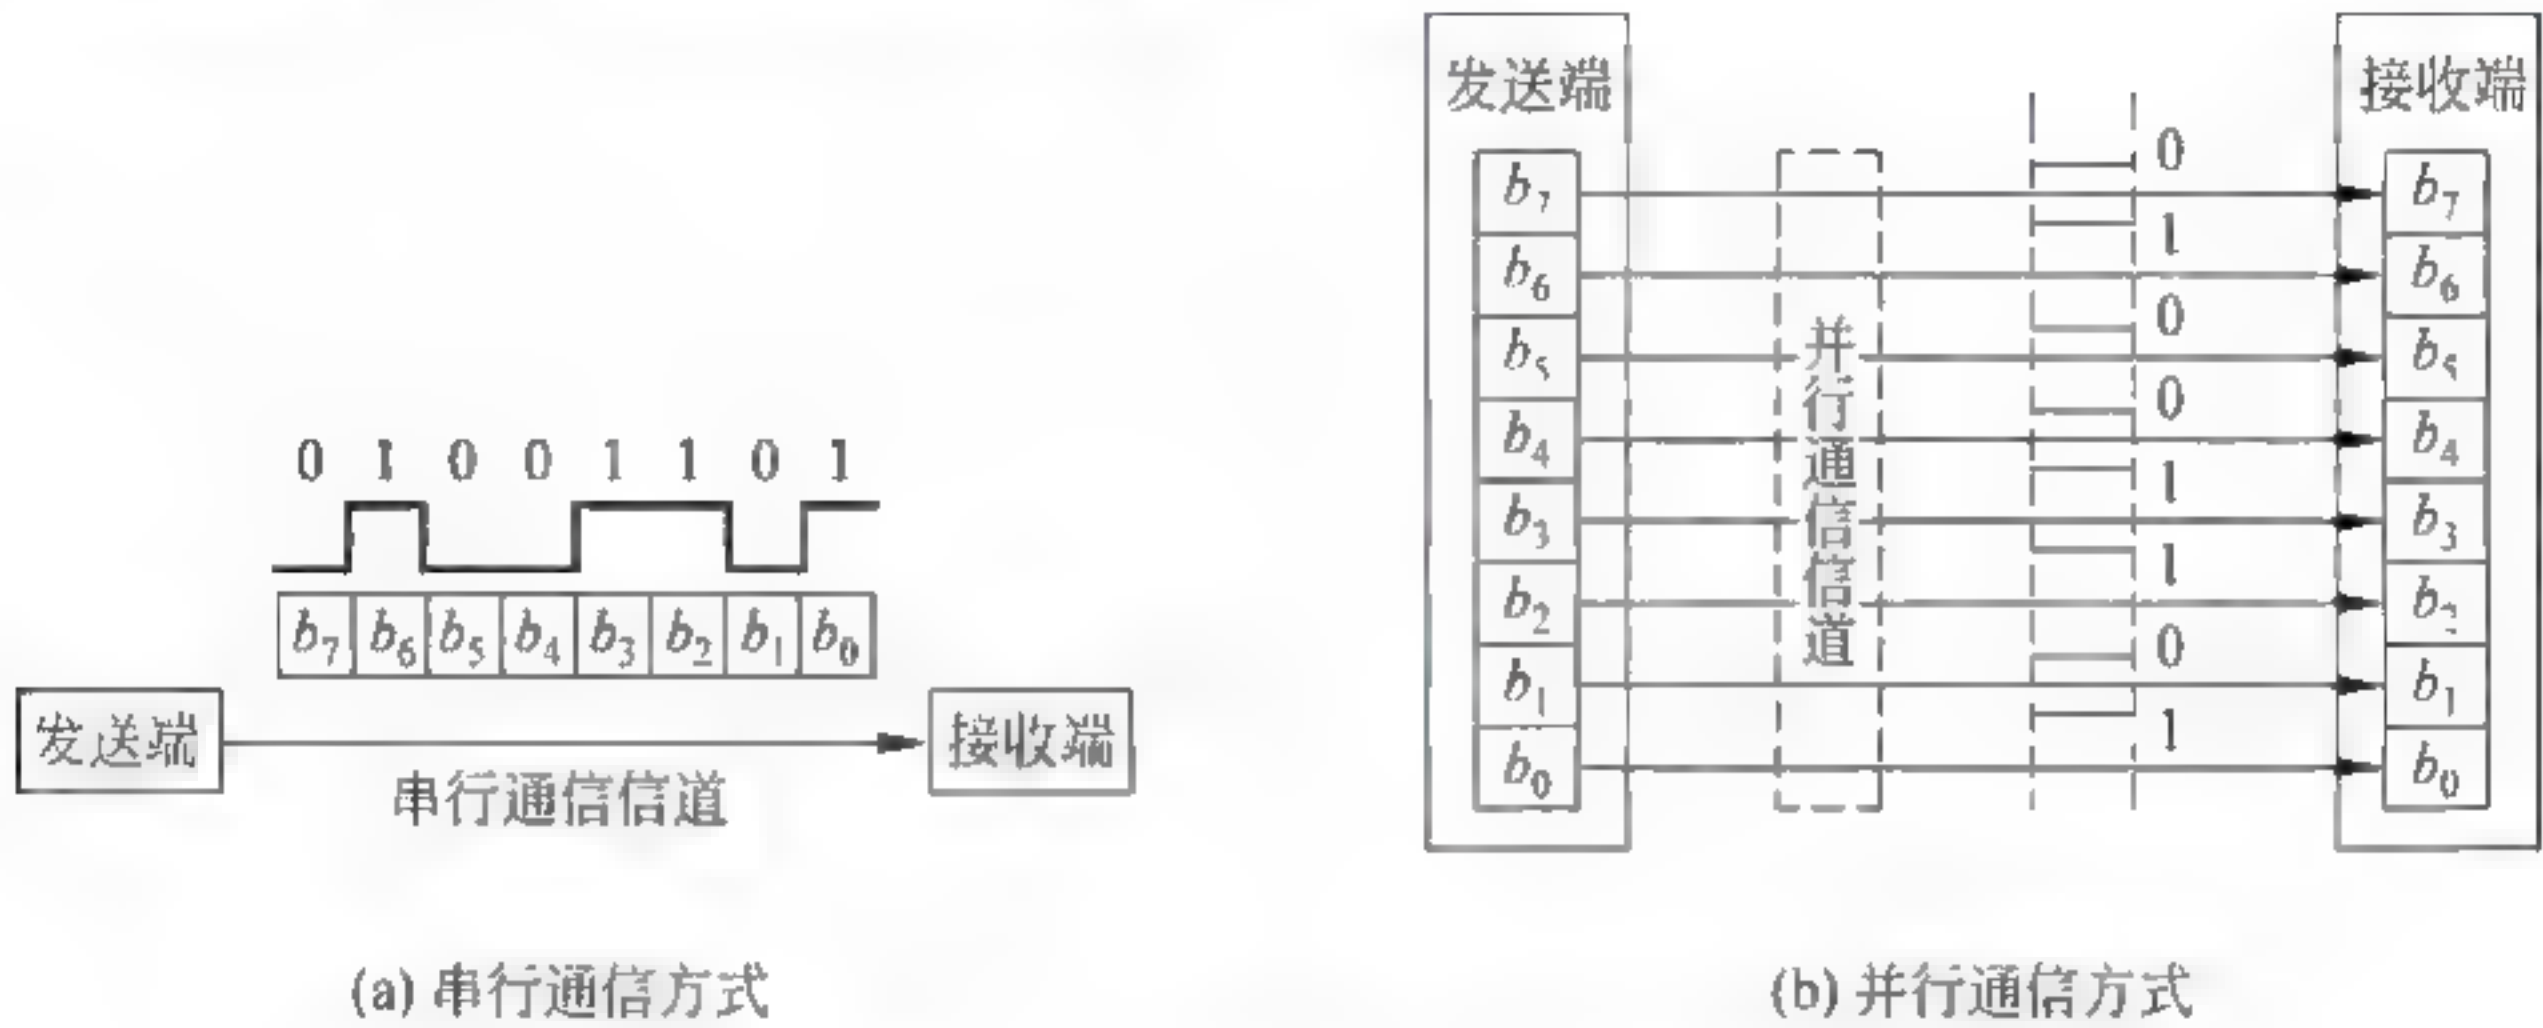 0 1 0 0 1 1 0 1
b7 b6 b5 b4 b3 b2 b1 b0
发送端
接收端
串行通信信道
(a) 串行通信方式
发送端
接收端
b7
b6
b5
b4
b3
b2
b1
b0
并行通信信道
0
1
0
0
1
1
0
1
b7
b6
b5
b4
b3
b2
b1
b0
(b) 并行通信方式